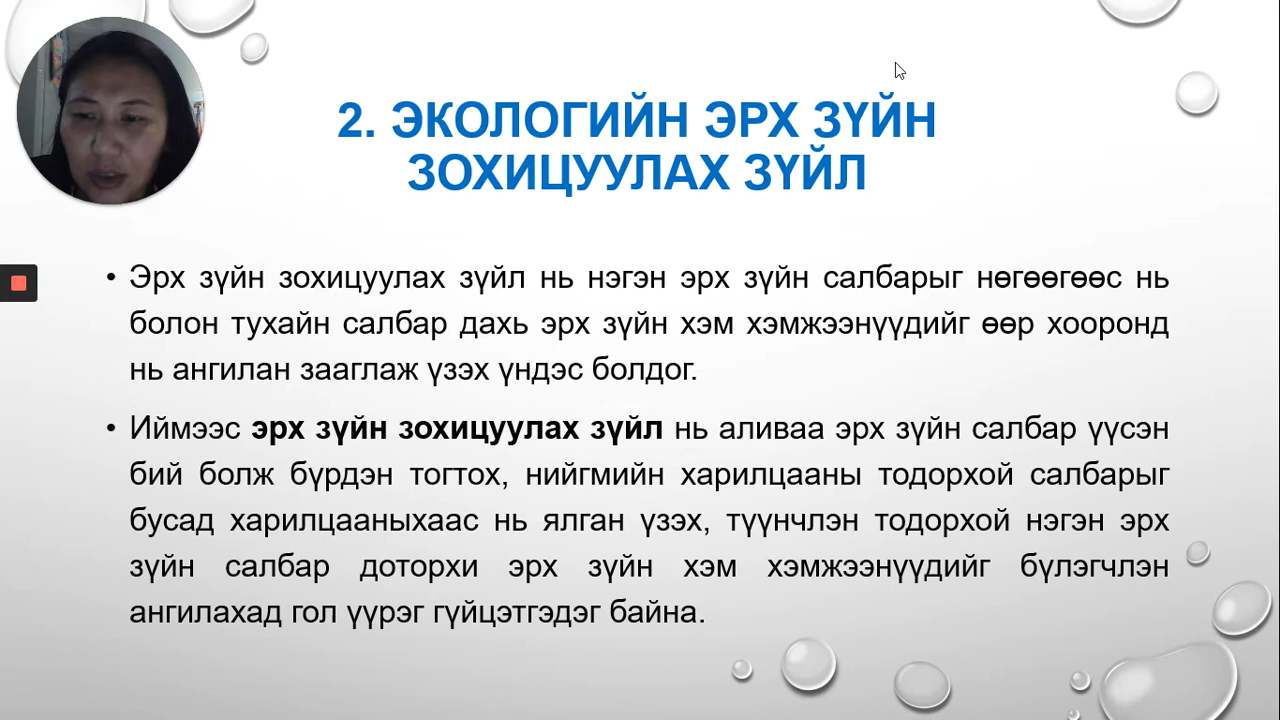 2. ЭКОЛОГИЙН ЭРХ ЗҮЙН
ЗОХИЦУУЛАХ ЗҮЙЛ
• Эрх зүйн зохицуулах зүйл нь нэгэн эрх зүйн салбарыг нөгөөгөөс нь
болон тухайн салбар дахь эрх зүйн хэм хэмжээнүүдийг өөр хооронд
нь ангилан зааглаж үзэх үндэс болдог.
• Иймээс эрх зүйн зохицуулах зүйл нь аливаа эрх зүйн салбар үүсэн
бий болж бүрдэн тогтох, нийгмийн харилцааны тодорхой салбарыг
бусад харилцааныхаас нь ялган үзэх, түүнчлэн тодорхой нэгэн эрх
зүйн салбар доторхи эрх зүйн хэм хэмжээнүүдийг бүлэгчлэн
ангилахад гол үүрэг гүйцэтгэдэг байна.